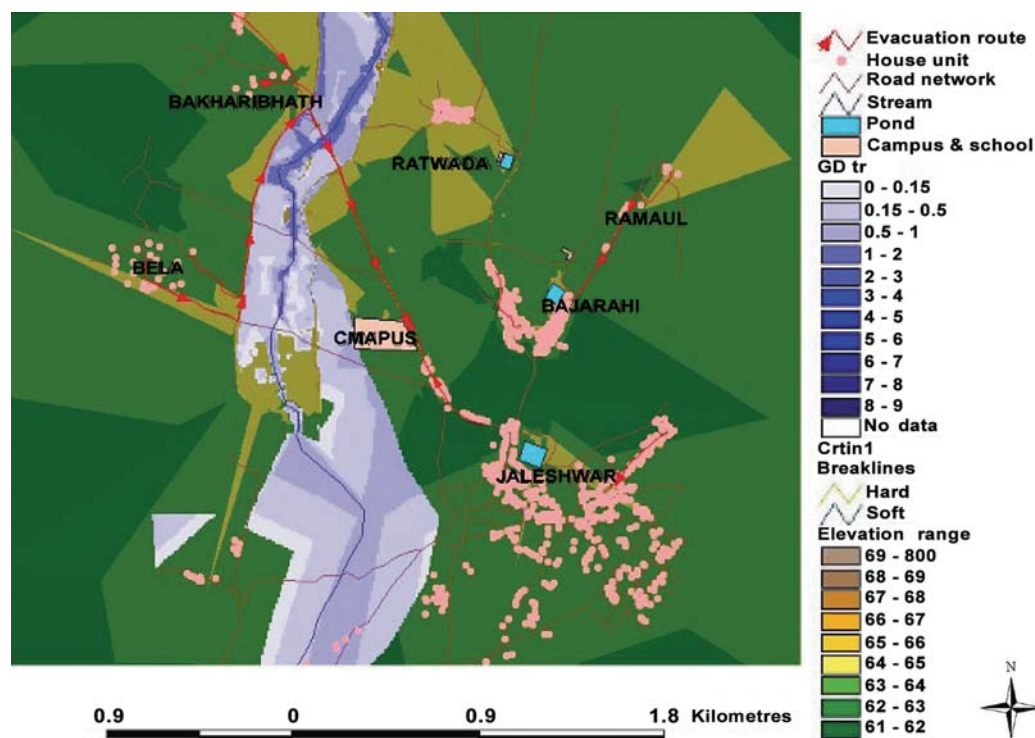 BAKHARIBHATH
RATWADA
RAMAUL
BELA
BAJARAHI
CMAPUS
JALESHWAR
Evacuation route
House unit
Road network
Stream
Pond
Campus & school
GD tr
0 - 0.15
0.15 - 0.5
0.5 - 1
1 - 2
2 - 3
3 - 4
4 - 5
5 - 6
6 - 7
7 - 8
8 - 9
No data
Crtin1
Breaklines
Hard
Soft
Elevation range
69 - 800
68 - 69
67 - 68
66 - 67
65 - 66
64 - 65
63 - 64
62 - 63
61 - 62
N
0.9 0 0.9 1.8 Kilometres